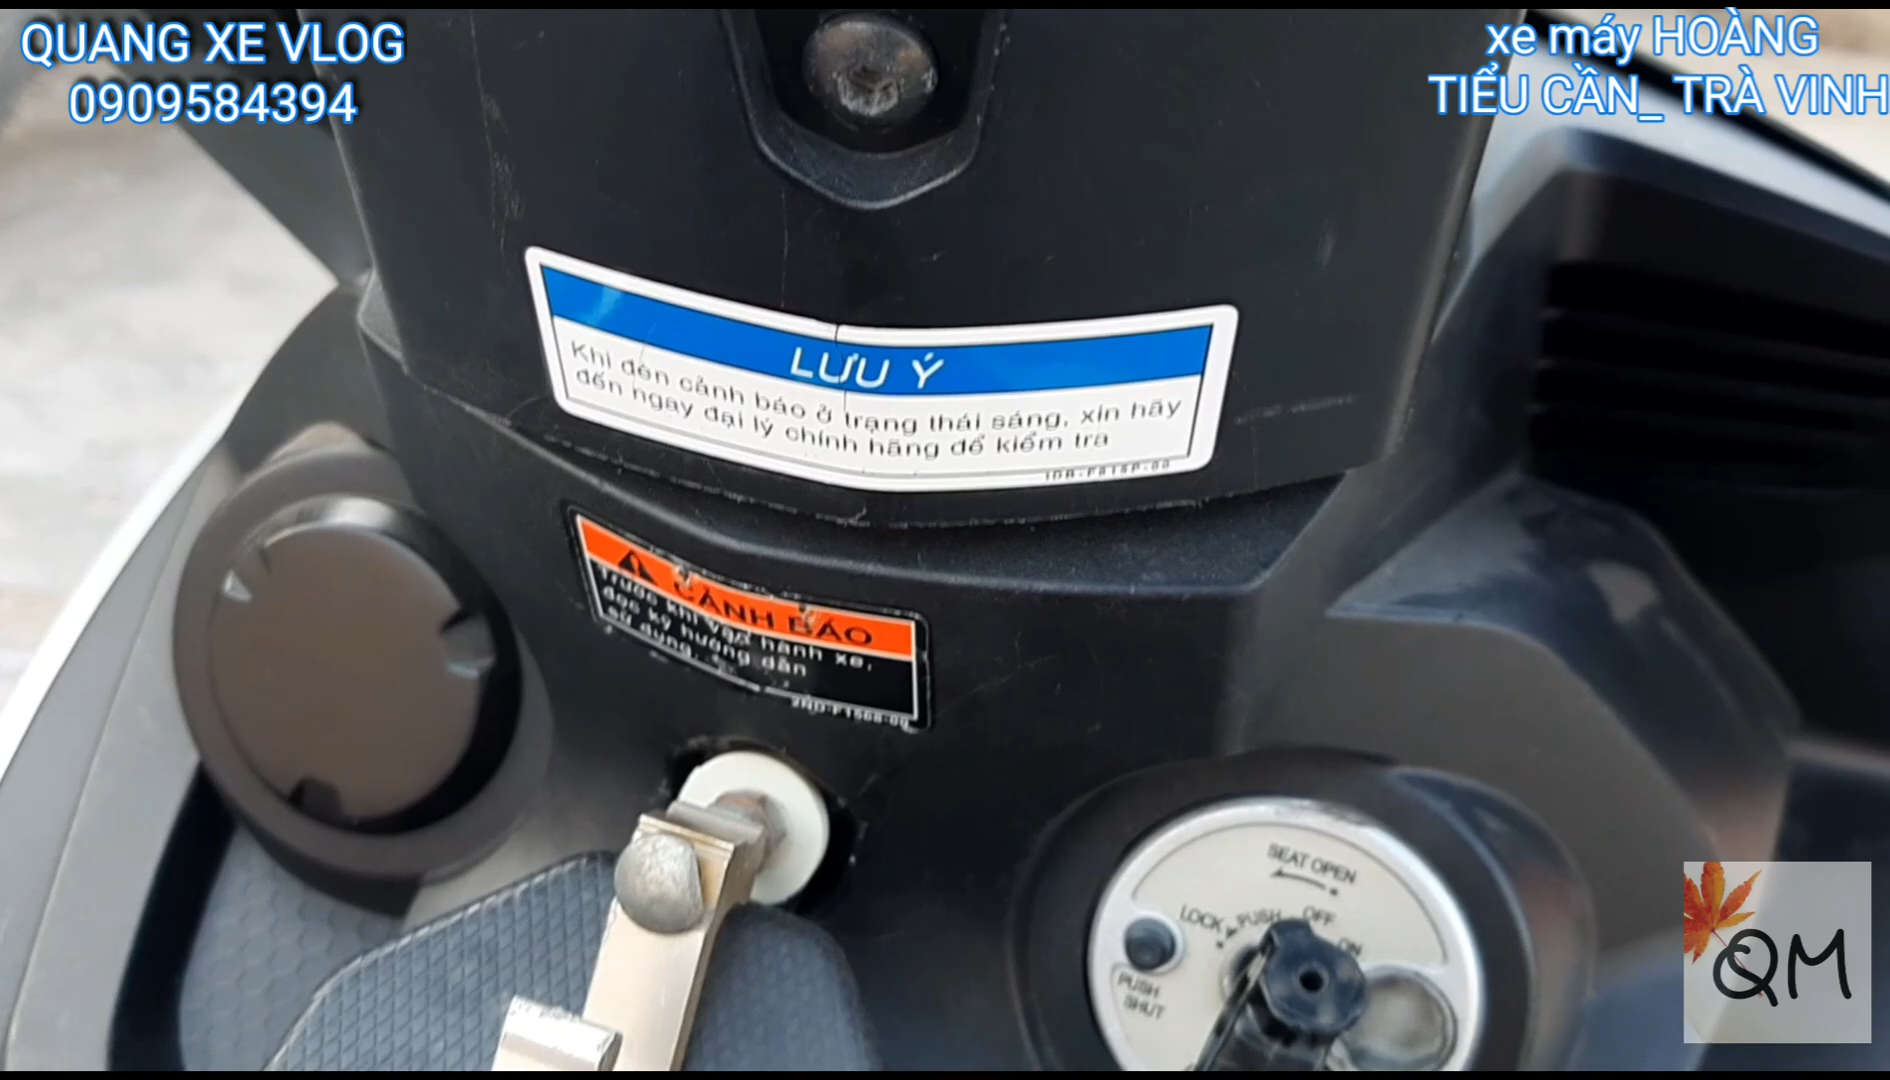 QUANG XE VLOG
0909584394
xe máy HOÀNG
TIỂU CẦN_ TRÀ VINH
LƯU Ý
Khi đèn cảnh báo ở trạng thái sáng, xin hãy
đến ngay đại lý chính hãng để kiểm tra
CẢNH BÁO
Trước khi vận hành xe,
đọc kỹ hướng dẫn
sử dụng.
SEAT OPEN
LOCK PUSH OFF
ON
PUSH
SHUT
QM